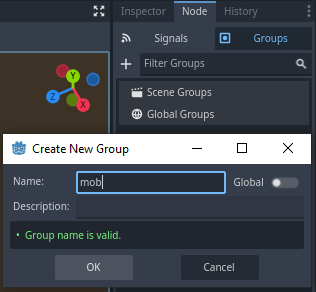 Inspector Node History
Signals Groups
Filter Groups
Scene Groups
Global Groups
Y
Z X
Create New Group
Name: mob Global
Description:
• Group name is valid.
OK Cancel